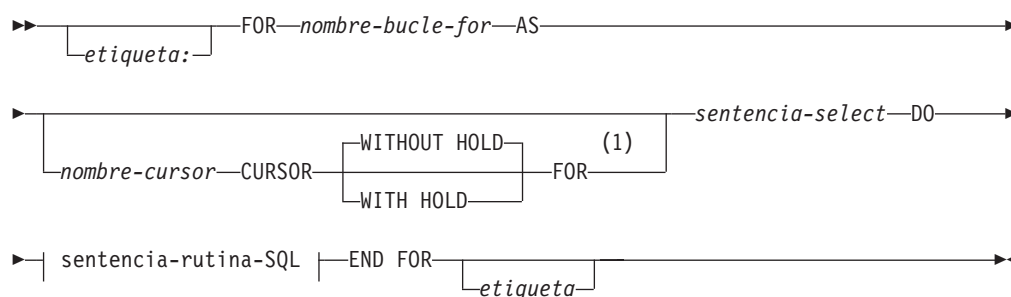 FOR nombre-bucle-for AS
etiqueta:
sentencia-select DO
WITHOUT HOLD (1)
nombre-cursor CURSOR FOR
WITH HOLD
sentencia-rutina-SQL END FOR
etiqueta